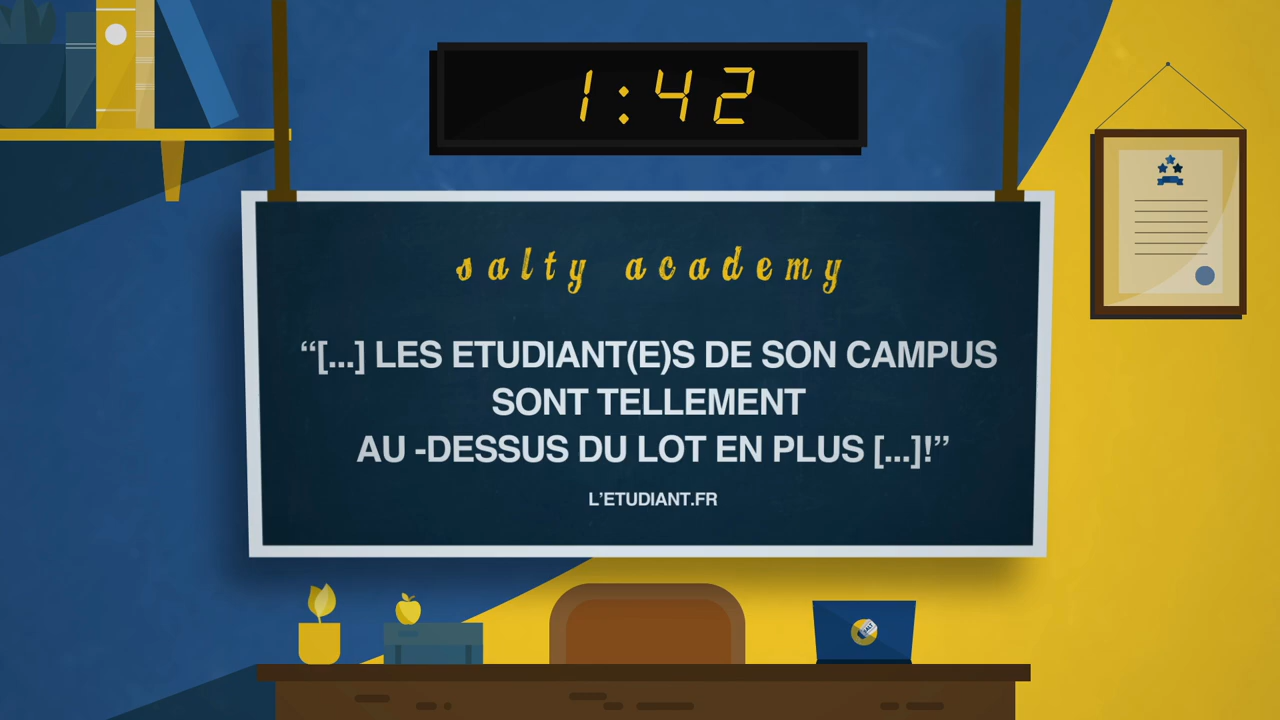 1:42
salty academy
“[...] LES ETUDIANT(E)S DE SON CAMPUS
SONT TELLEMENT
AU -DESSUS DU LOT EN PLUS [...]!”
L’ETUDIANT.FR